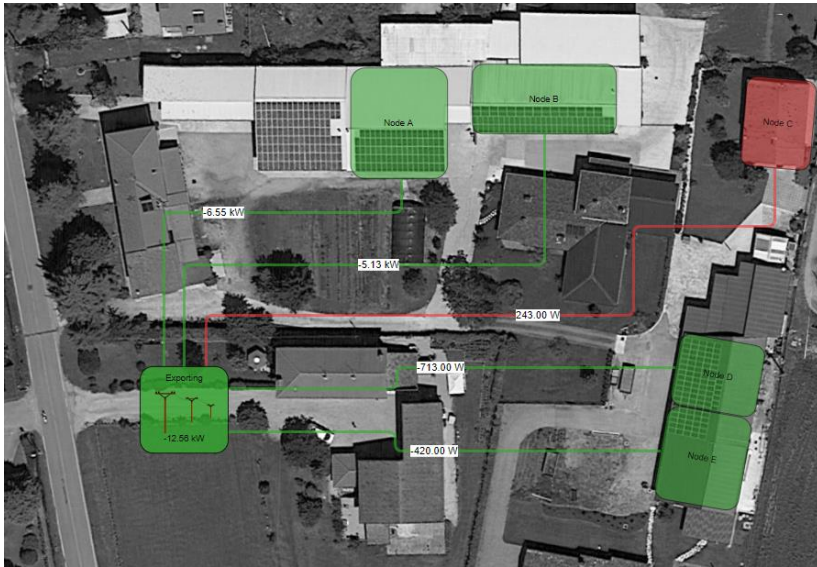 Node A
Node B
Node C
-6.55 kW
-5.13 kW
243.00 W
Exporting
-12.56 kW
-713.00 W
Node D
-420.00 W
Node E